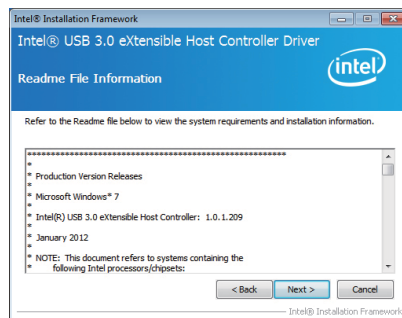 Intel® Installation Framework
Intel® USB 3.0 eXtensible Host Controller Driver
Readme File Information
intel
Refer to the Readme file below to view the system requirements and installation information.
******************************************************
*
* Production Version Releases
*
* Microsoft Windows* 7
*
* Intel(R) USB 3.0 eXtensible Host Controller: 1.0.1.209
*
* January 2012
*
* NOTE: This document refers to systems containing the
* following Intel processors/chipsets:
< Back
Next >
Cancel
Intel® Installation Framework